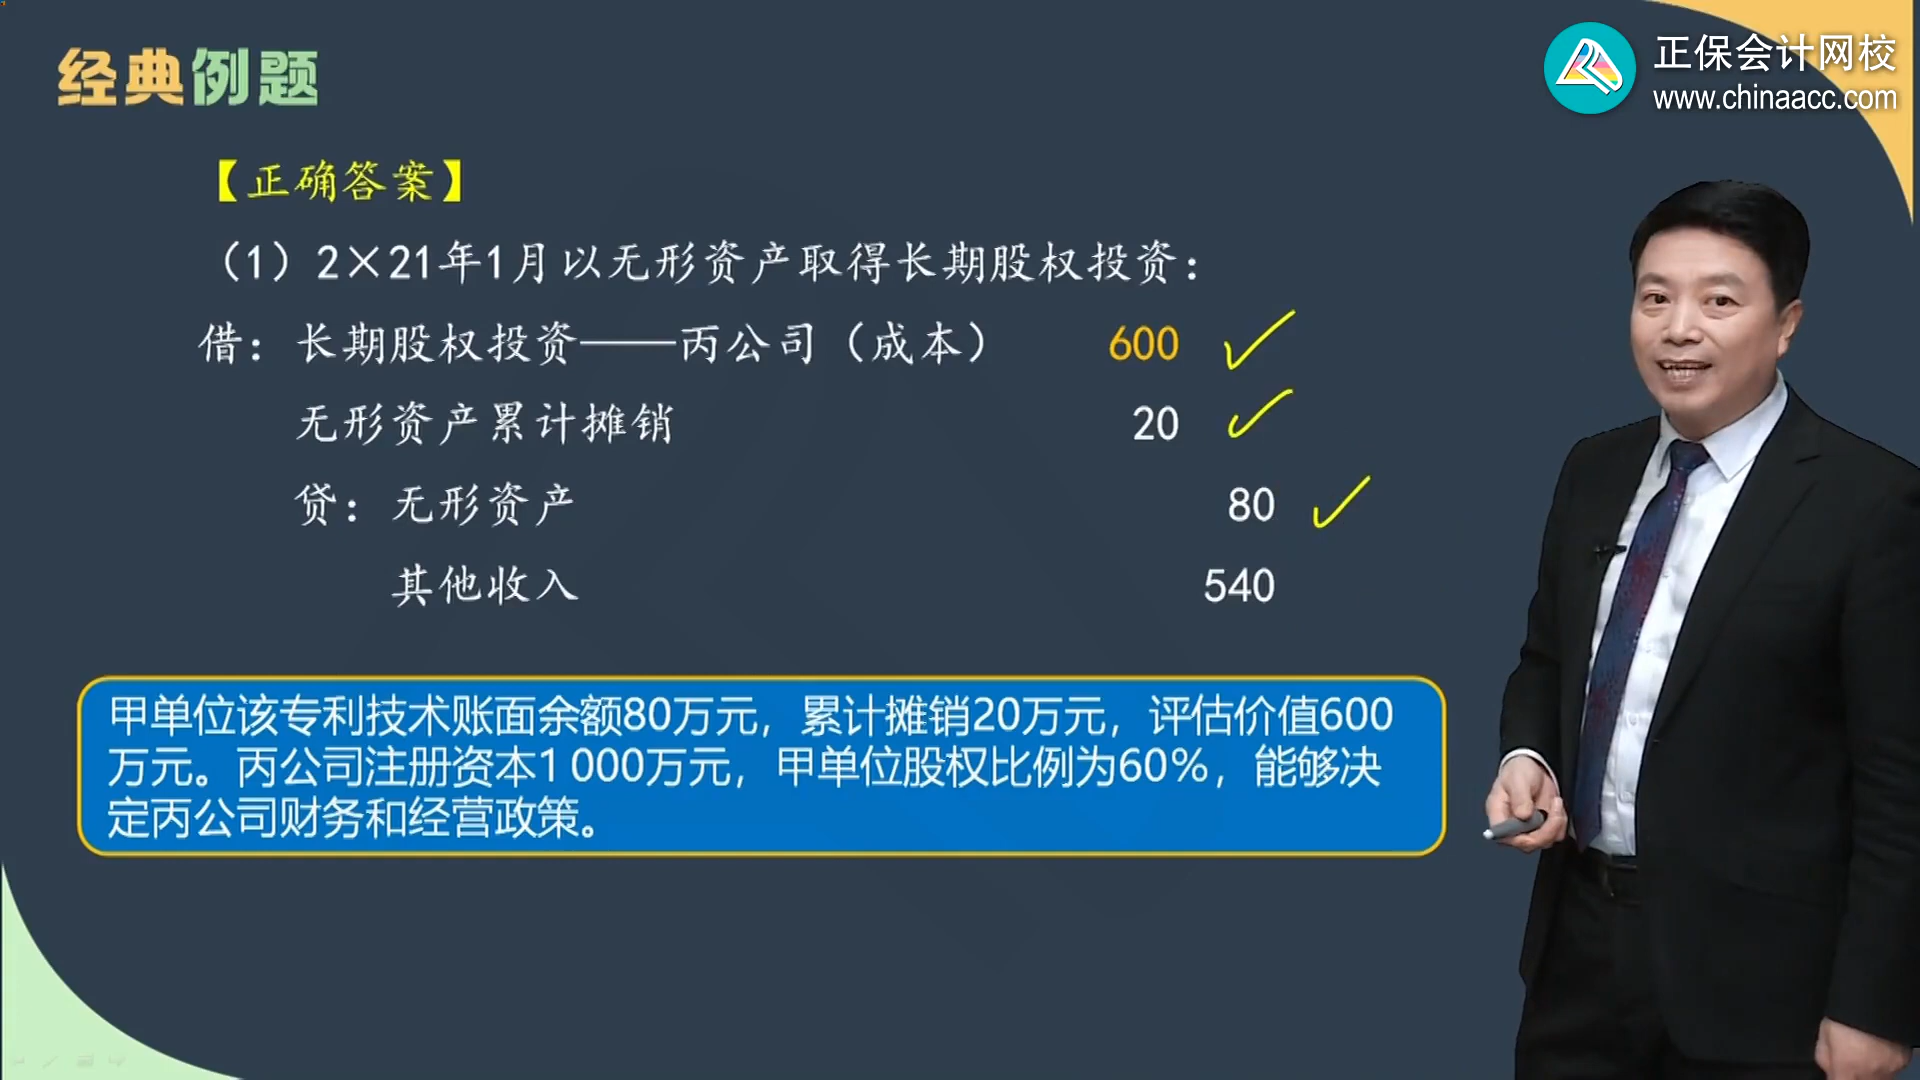 经典例题
正保会计网校
www.chinaacc.com
【正确答案】
（1）2×21年1月以无形资产取得长期股权投资：
借：长期股权投资——丙公司（成本） 600
无形资产累计摊销 20
贷：无形资产 80
其他收入 540
甲单位该专利技术账面余额80万元，累计摊销20万元，评估价值600
万元。丙公司注册资本1 000万元，甲单位股权比例为60%，能够决
定丙公司财务和经营政策。